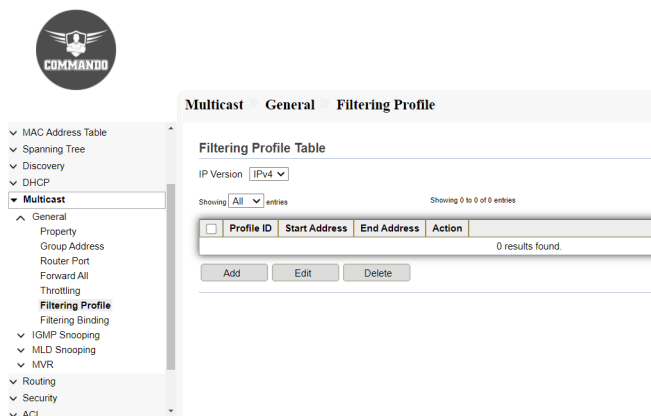 COMMANDO
Multicast General Filtering Profile
MAC Address Table
Spanning Tree
Discovery
DHCP
Multicast
General
Property
Group Address
Router Port
Forward All
Throttling
Filtering Profile
Filtering Binding
IGMP Snooping
MLD Snooping
MVR
Routing
Security
ACL
Filtering Profile Table
IP Version IPv4
Showing All entries Showing 0 to 0 of 0 entries
Profile ID Start Address End Address Action
0 results found.
Add Edit Delete